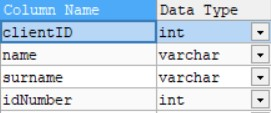 Column Name Data Type
clientID int
name varchar
surname varchar
idNumber int